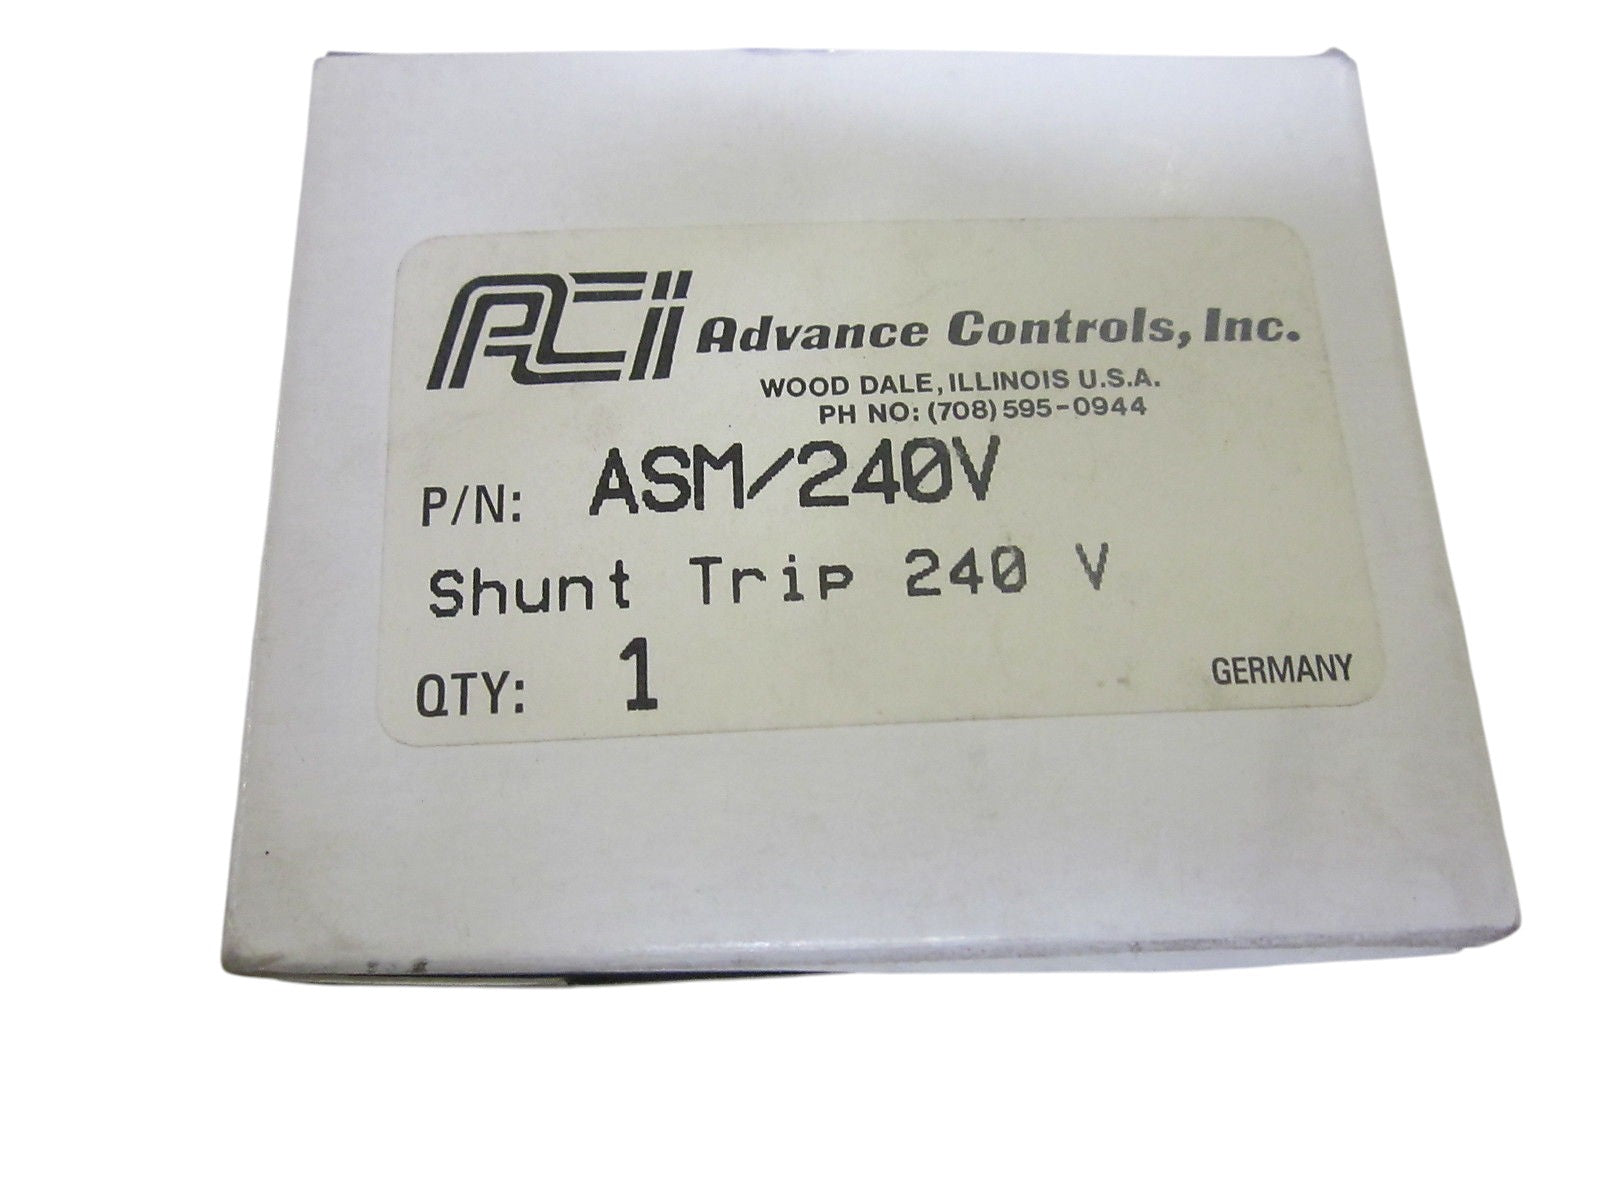 ACI Advance Controls, Inc.
WOOD DALE, ILLINOIS U.S.A.
PH NO: (708) 595-0944
P/N: ASM/240V
Shunt Trip 240 V
QTY: 1
GERMANY